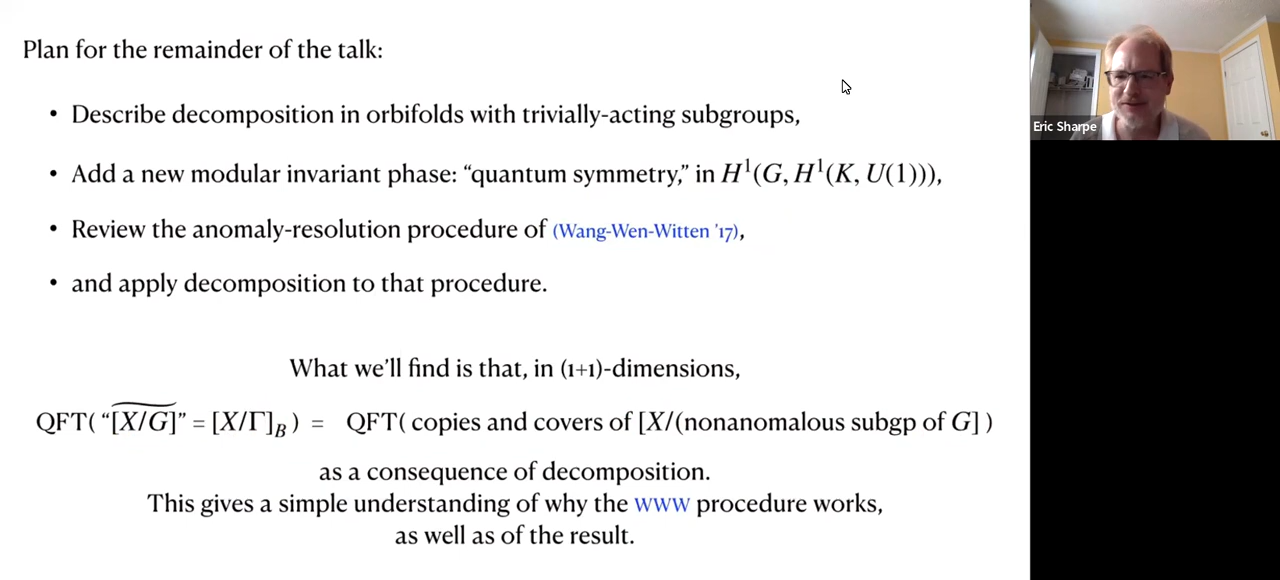 Plan for the remainder of the talk:
• Describe decomposition in orbifolds with trivially-acting subgroups,
• Add a new modular invariant phase: “quantum symmetry,” in H¹(G, H¹(K, U(1))),
• Review the anomaly-resolution procedure of (Wang-Wen-Witten ’17),
• and apply decomposition to that procedure.
What we’ll find is that, in (1+1)-dimensions,
QFT( “\widetilde{[X/G]}” = [X/Γ]_B ) = QFT( copies and covers of [X/(nonanomalous subgp of G] )
as a consequence of decomposition.
This gives a simple understanding of why the WWW procedure works,
as well as of the result.
Eric Sharpe